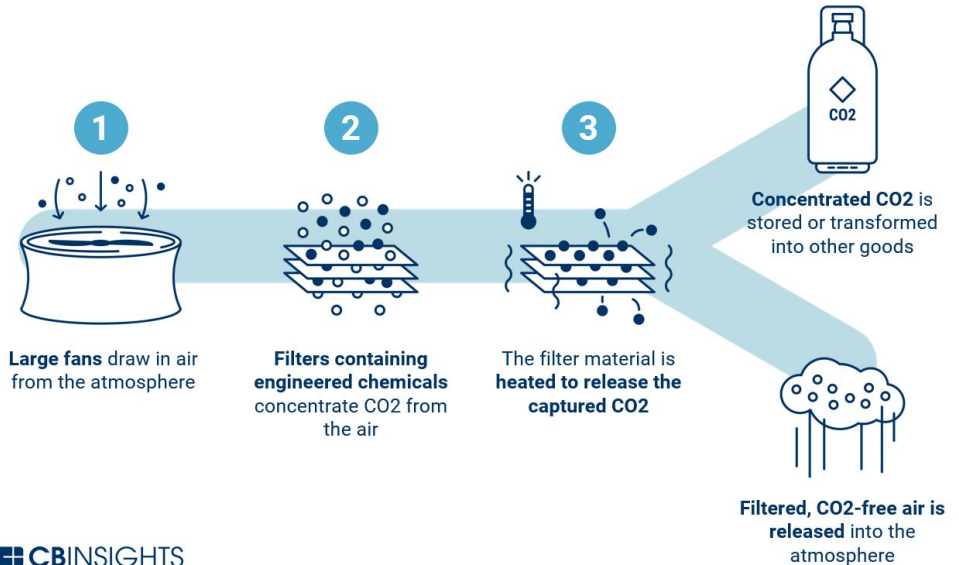 1
Large fans draw in air
from the atmosphere
2
Filters containing
engineered chemicals
concentrate CO2 from
the air
3
The filter material is
heated to release the
captured CO2
CO2
Concentrated CO2 is
stored or transformed
into other goods
Filtered, CO2-free air is
released into the
atmosphere
CBINSIGHTS